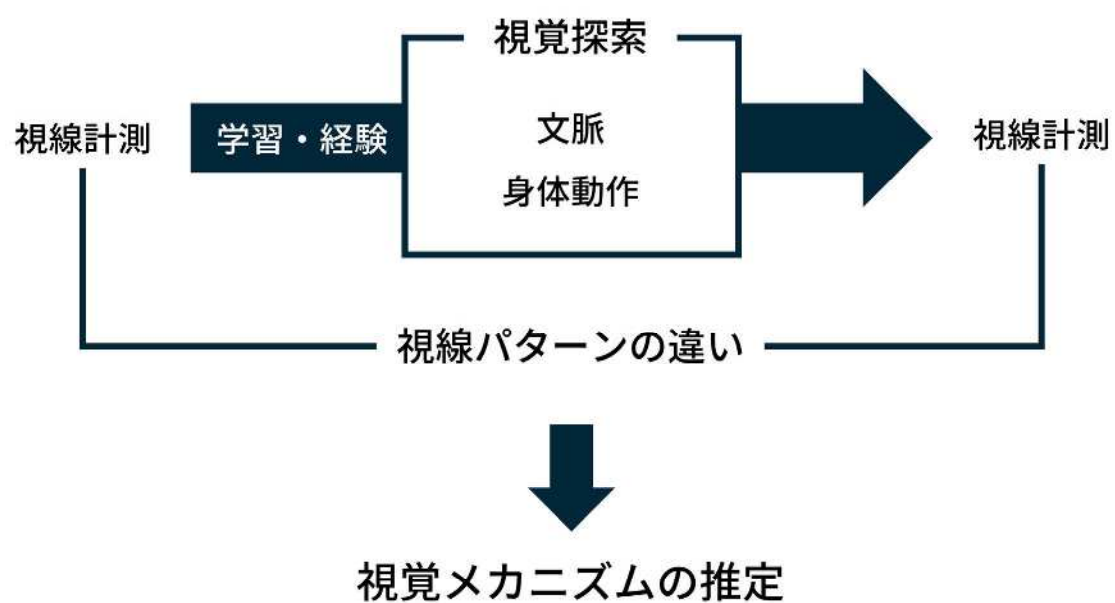 視覚探索
視線計測
学習・経験
文脈
身体動作
視線計測
視線パターンの違い
視覚メカニズムの推定